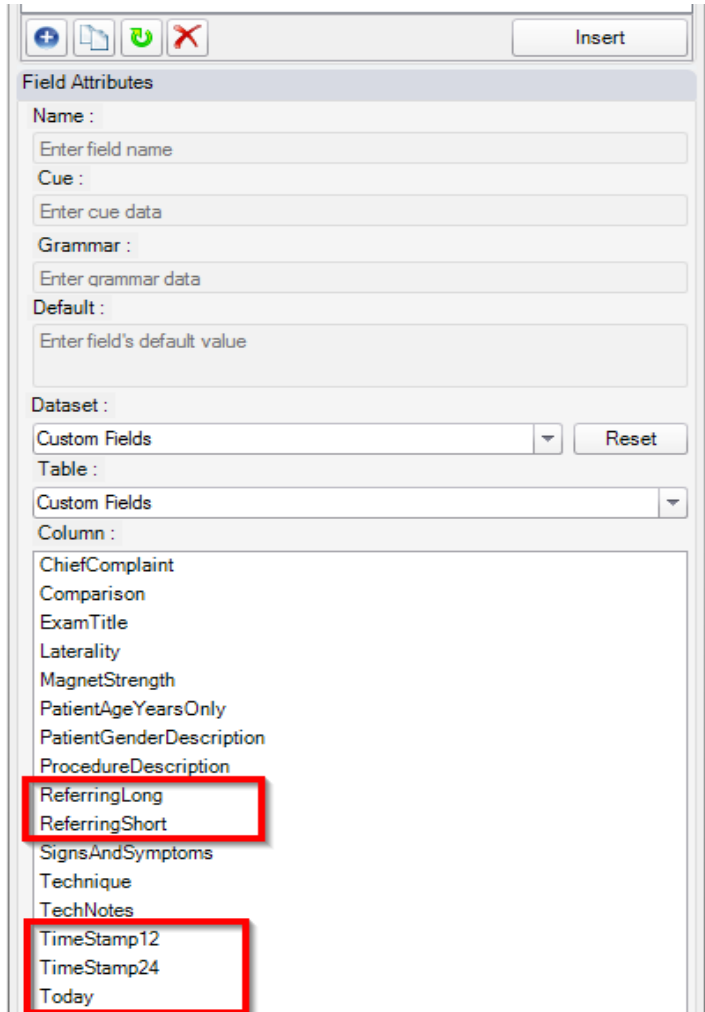 Insert
Field Attributes
Name :
Enter field name
Cue :
Enter cue data
Grammar :
Enter grammar data
Default :
Enter field's default value
Dataset :
Custom Fields Reset
Table :
Custom Fields
Column :
ChiefComplaint
Comparison
ExamTitle
Laterality
MagnetStrength
PatientAgeYearsOnly
PatientGenderDescription
ProcedureDescription
ReferringLong
ReferringShort
SignsAndSymptoms
Technique
TechNotes
TimeStamp12
TimeStamp24
Today